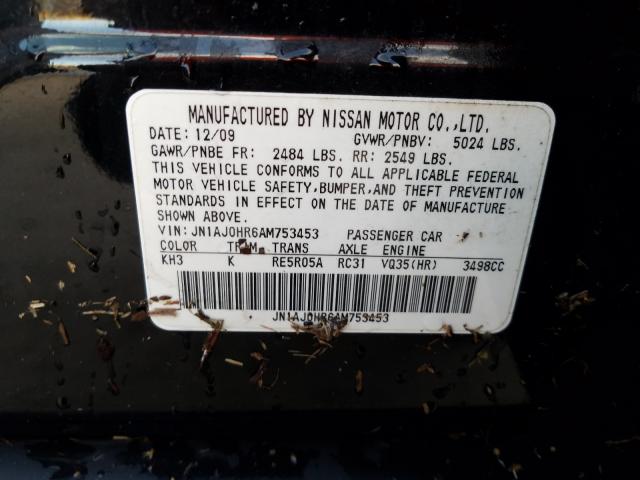 MANUFACTURED BY NISSAN MOTOR CO.,LTD.
DATE: 12/09 GVWR/PNBV: 5024 LBS.
GAWR/PNBE FR: 2484 LBS. RR: 2549 LBS.
THIS VEHICLE CONFORMS TO ALL APPLICABLE FEDERAL
MOTOR VEHICLE SAFETY,BUMPER,AND THEFT PREVENTION
STANDARDS IN EFFECT ON THE DATE OF MANUFACTURE
SHOWN ABOVE.
VIN: JN1AJ0HR6AM753453 PASSENGER CAR
COLOR TRIM TRANS AXLE ENGINE
KH3 K RE5R05A RC31 VQ35(HR) 3498CC
JN1AJ0HR6AM753453